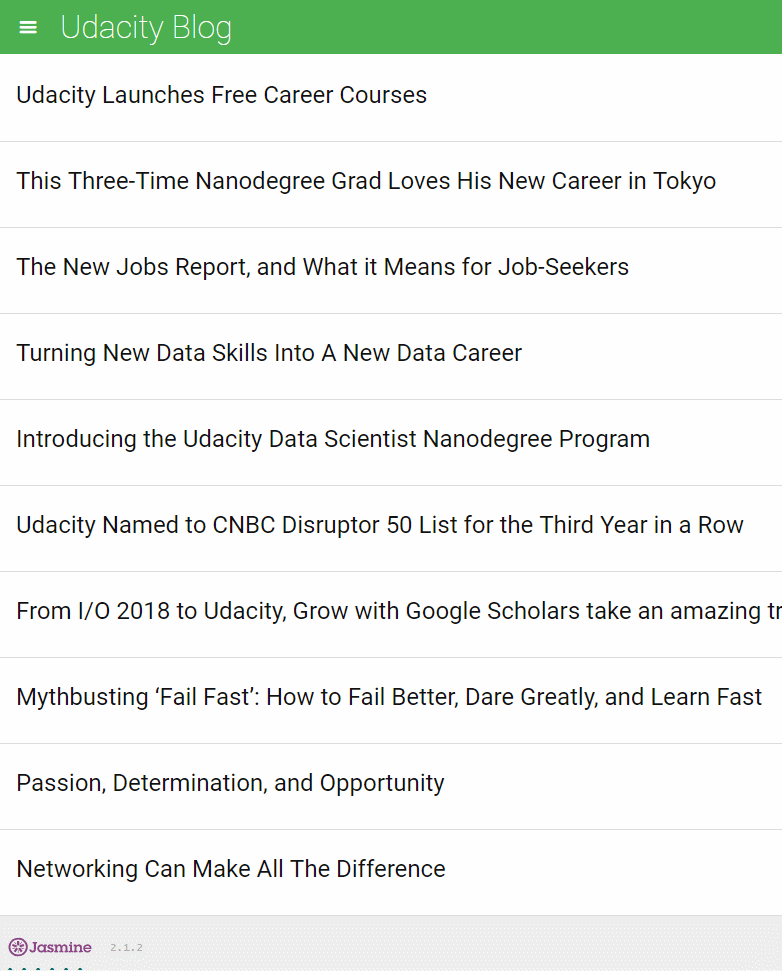 Udacity Blog
Udacity Launches Free Career Courses
This Three-Time Nanodegree Grad Loves His New Career in Tokyo
The New Jobs Report, and What it Means for Job-Seekers
Turning New Data Skills Into A New Data Career
Introducing the Udacity Data Scientist Nanodegree Program
Udacity Named to CNBC Disruptor 50 List for the Third Year in a Row
From I/O 2018 to Udacity, Grow with Google Scholars take an amazing tr
Mythbusting ‘Fail Fast’: How to Fail Better, Dare Greatly, and Learn Fast
Passion, Determination, and Opportunity
Networking Can Make All The Difference
Jasmine 2.1.2